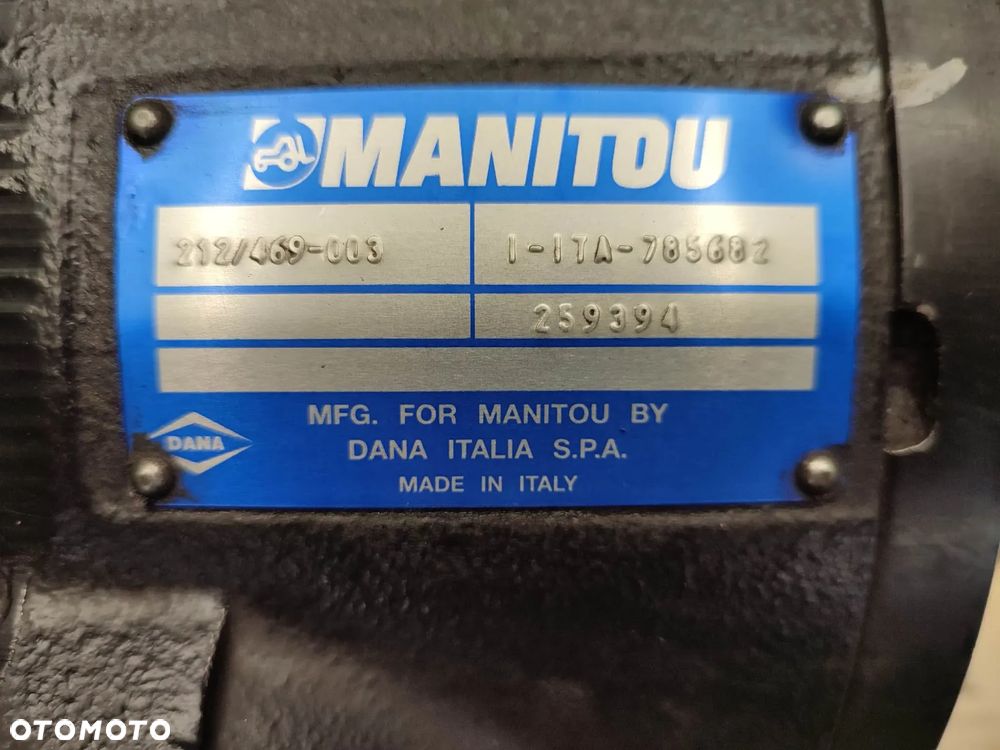 MANITOU
212/469-003 I-ITA-785682
259394
MFG. FOR MANITOU BY
DANA
DANA ITALIA S.P.A.
MADE IN ITALY
OTOMOTO